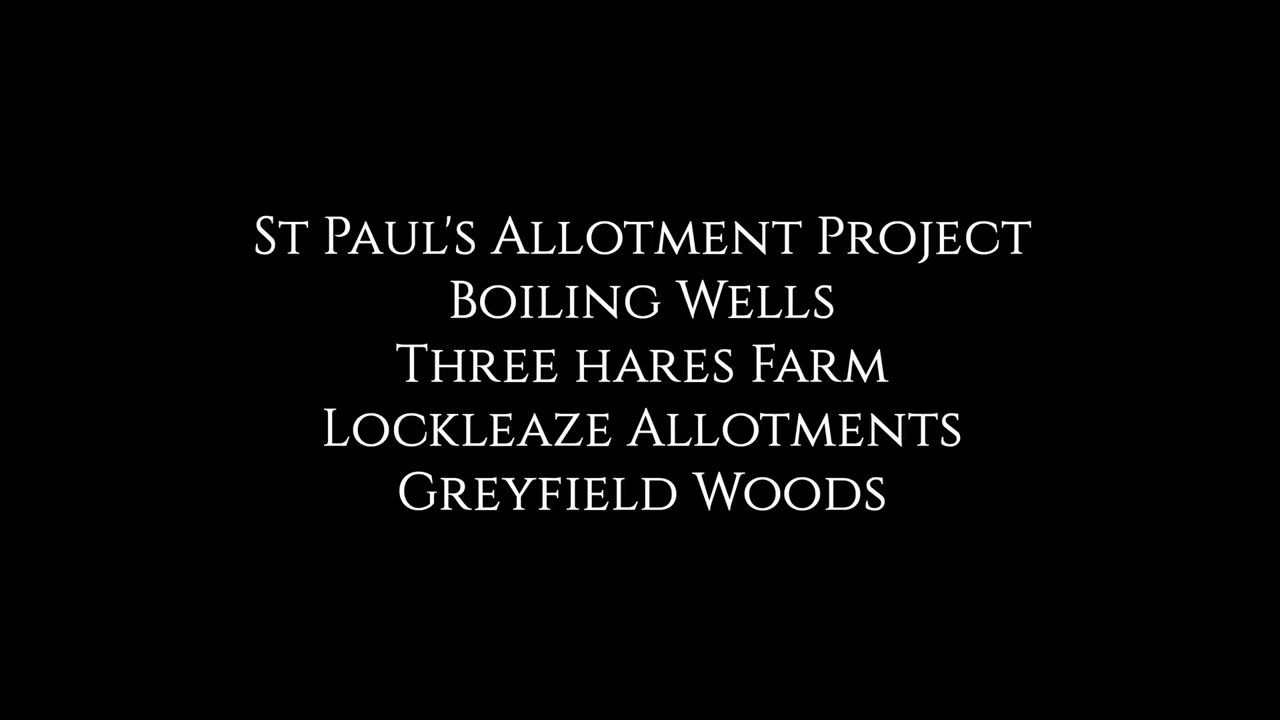 St Paul's Allotment Project
Boiling Wells
Three hares Farm
Lockleaze Allotments
Greyfield Woods